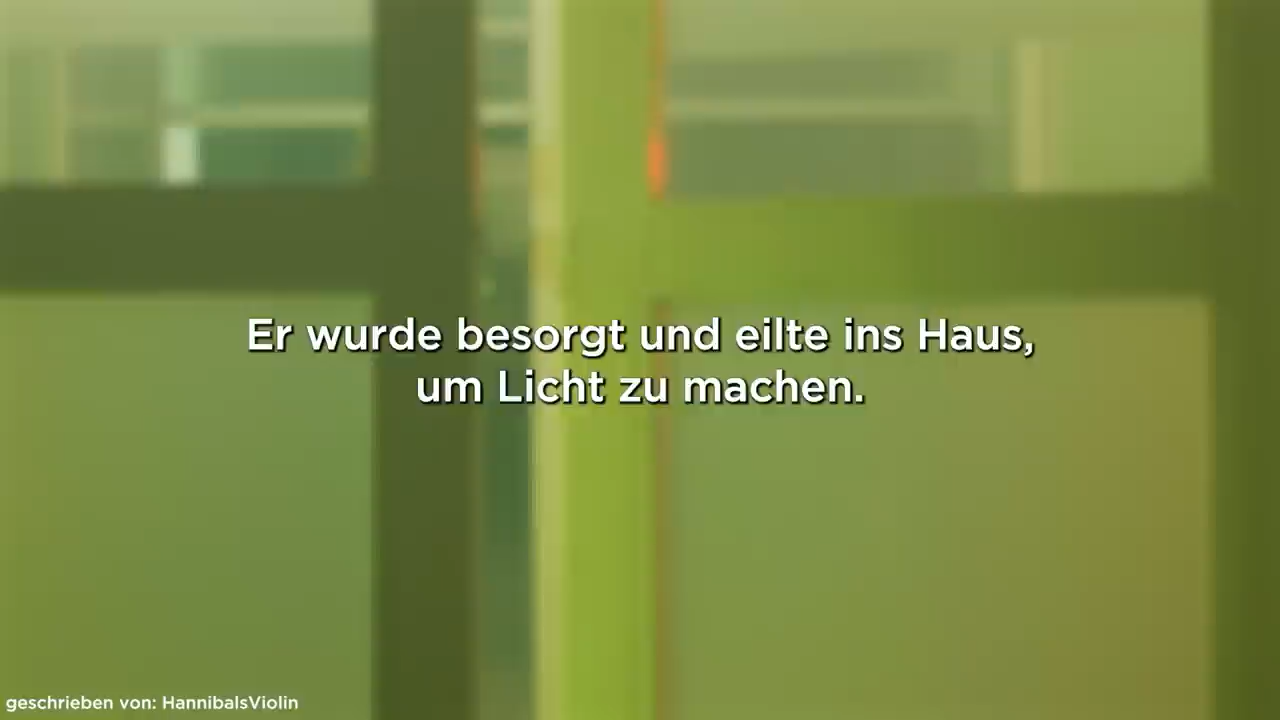 Er wurde besorgt und eilte ins Haus,
um Licht zu machen.
geschrieben von: HannibalsViolin